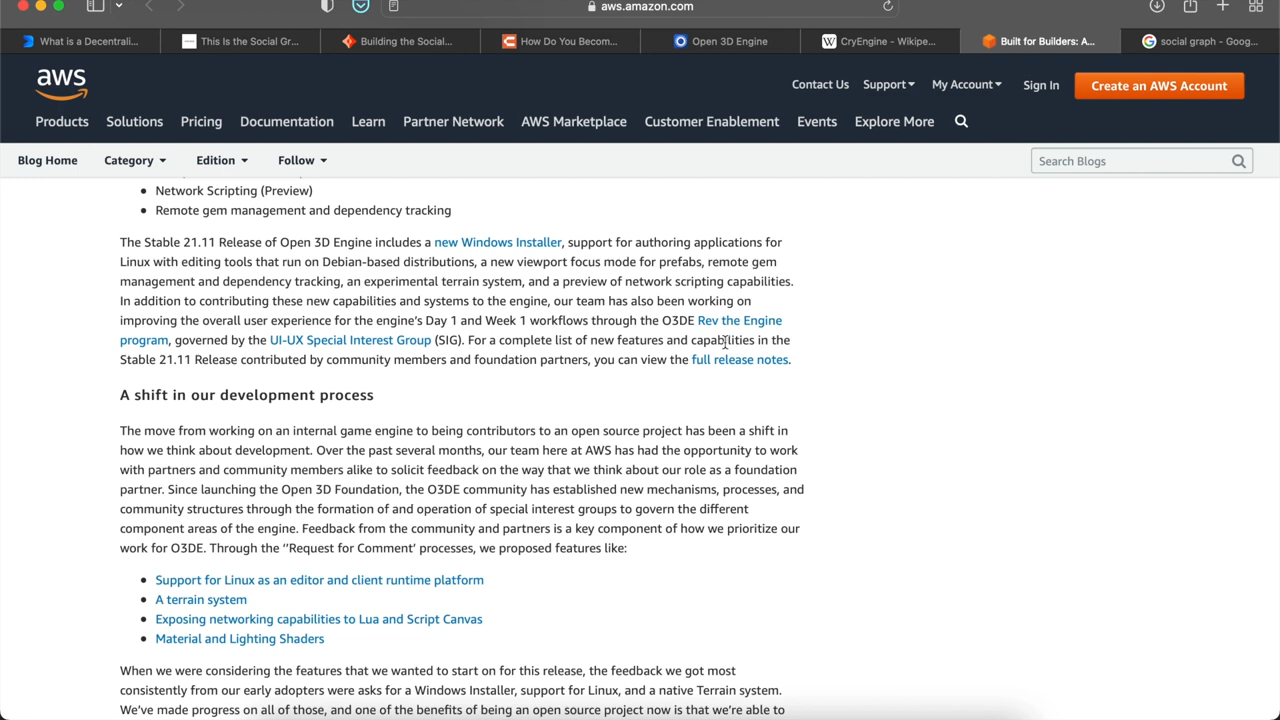 aws.amazon.com
What is a Decentrali...
This Is the Social Gr...
Building the Social...
How Do You Becom...
Open 3D Engine
CryEngine - Wikipe...
Built for Builders: A...
social graph - Goog...
aws
Contact Us
Support
My Account
Sign In
Create an AWS Account
Products
Solutions
Pricing
Documentation
Learn
Partner Network
AWS Marketplace
Customer Enablement
Events
Explore More
Blog Home
Category
Edition
Follow
Search Blogs
Network Scripting (Preview)
Remote gem management and dependency tracking
The Stable 21.11 Release of Open 3D Engine includes a new Windows Installer, support for authoring applications for
Linux with editing tools that run on Debian-based distributions, a new viewport focus mode for prefabs, remote gem
management and dependency tracking, an experimental terrain system, and a preview of network scripting capabilities.
In addition to contributing these new capabilities and systems to the engine, our team has also been working on
improving the overall user experience for the engine's Day 1 and Week 1 workflows through the O3DE Rev the Engine
program, governed by the UI-UX Special Interest Group (SIG). For a complete list of new features and capabilities in the
Stable 21.11 Release contributed by community members and foundation partners, you can view the full release notes.
A shift in our development process
The move from working on an internal game engine to being contributors to an open source project has been a shift in
how we think about development. Over the past several months, our team here at AWS has had the opportunity to work
with partners and community members alike to solicit feedback on the way that we think about our role as a foundation
partner. Since launching the Open 3D Foundation, the O3DE community has established new mechanisms, processes, and
community structures through the formation of and operation of special interest groups to govern the different
component areas of the engine. Feedback from the community and partners is a key component of how we prioritize our
work for O3DE. Through the "Request for Comment' processes, we proposed features like:
Support for Linux as an editor and client runtime platform
A terrain system
Exposing networking capabilities to Lua and Script Canvas
Material and Lighting Shaders
When we were considering the features that we wanted to start on for this release, the feedback we got most
consistently from our early adopters were asks for a Windows Installer, support for Linux, and a native Terrain system.
We've made progress on all of those, and one of the benefits of being an open source project now is that we're able to